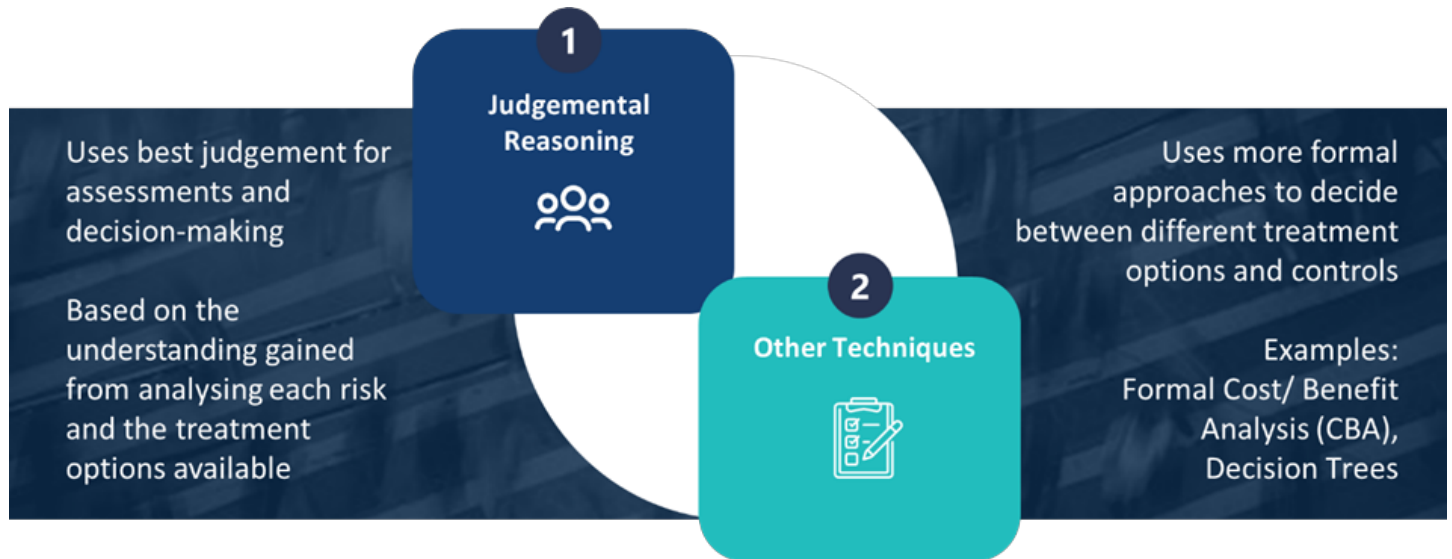 1
Judgemental
Reasoning
Uses best judgement for
assessments and
decision-making
Based on the
understanding gained
from analysing each risk
and the treatment
options available
2
Other Techniques
Uses more formal
approaches to decide
between different treatment
options and controls
Examples:
Formal Cost/ Benefit
Analysis (CBA),
Decision Trees